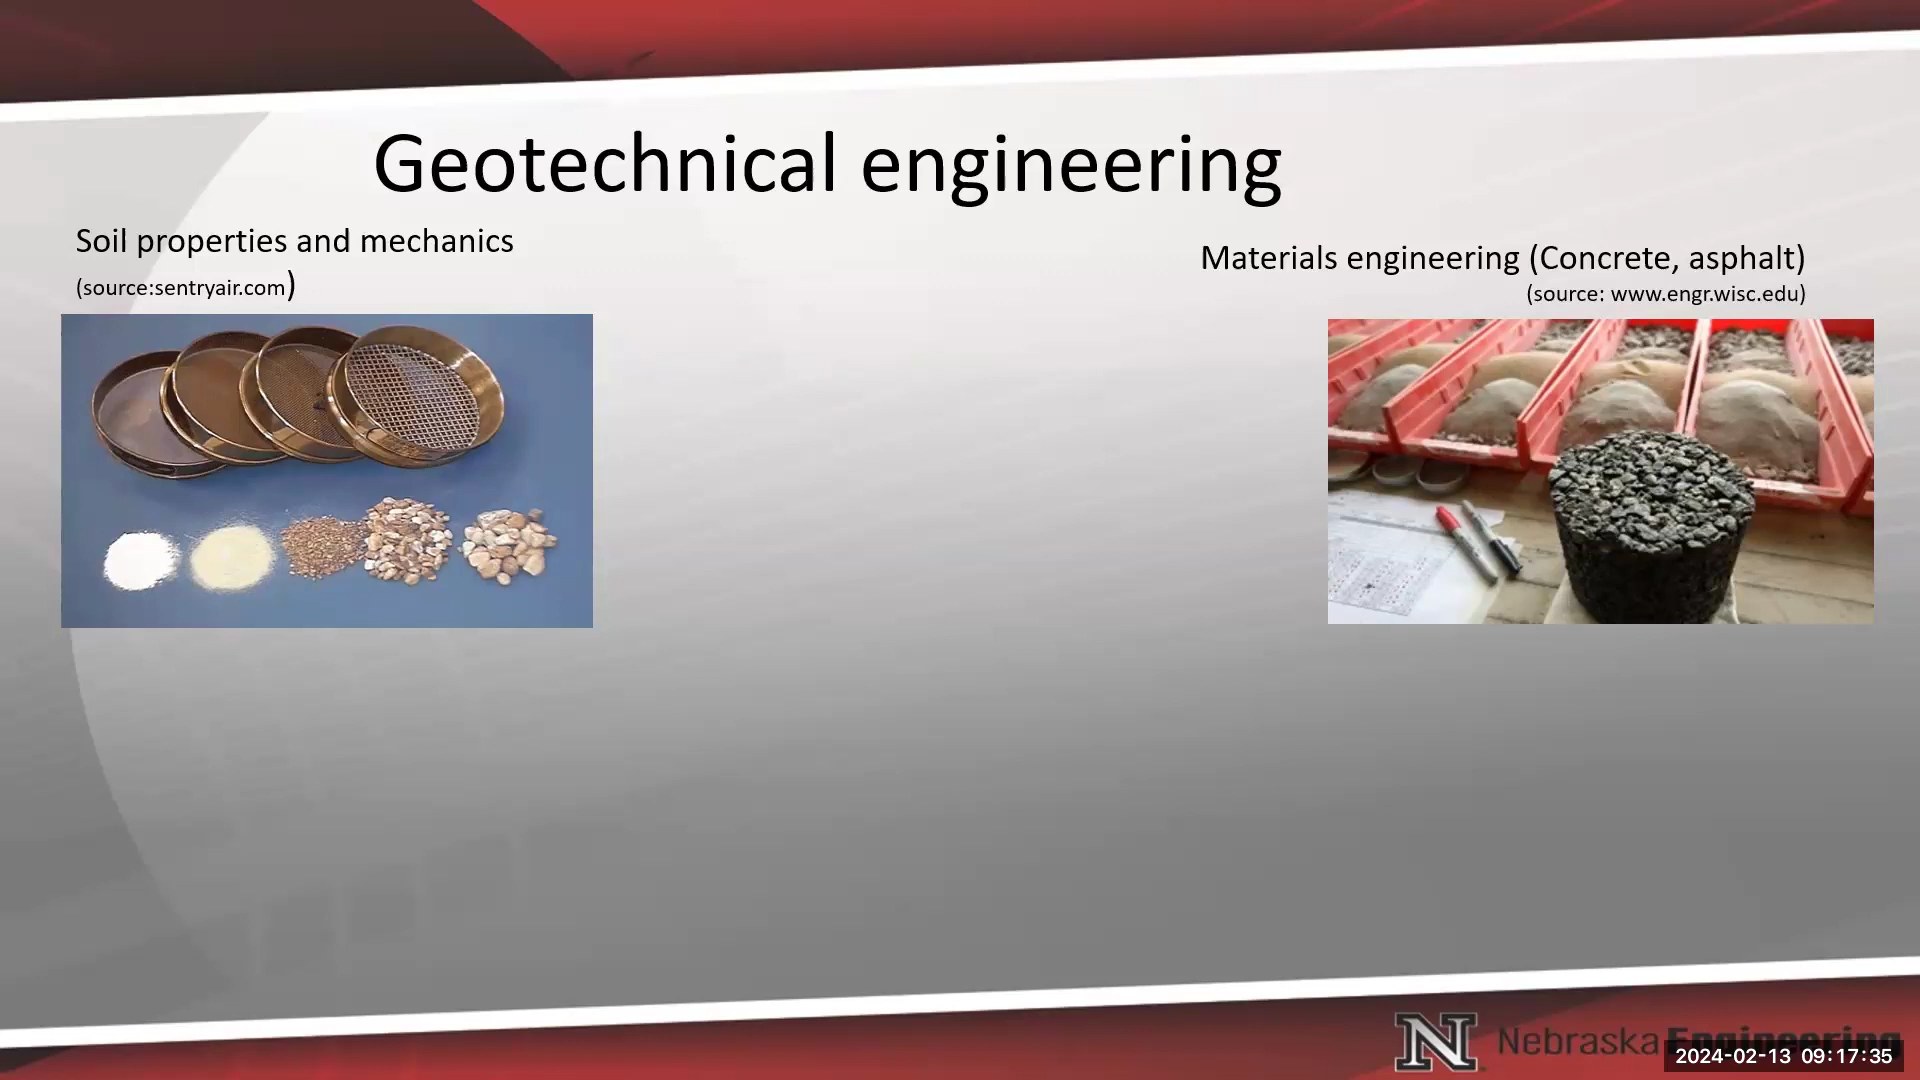 Geotechnical engineering
Soil properties and mechanics
(source:sentryair.com)
Materials engineering (Concrete, asphalt)
(source: www.engr.wisc.edu)
N Nebraska Engineering
2024-02-13 09:17:35